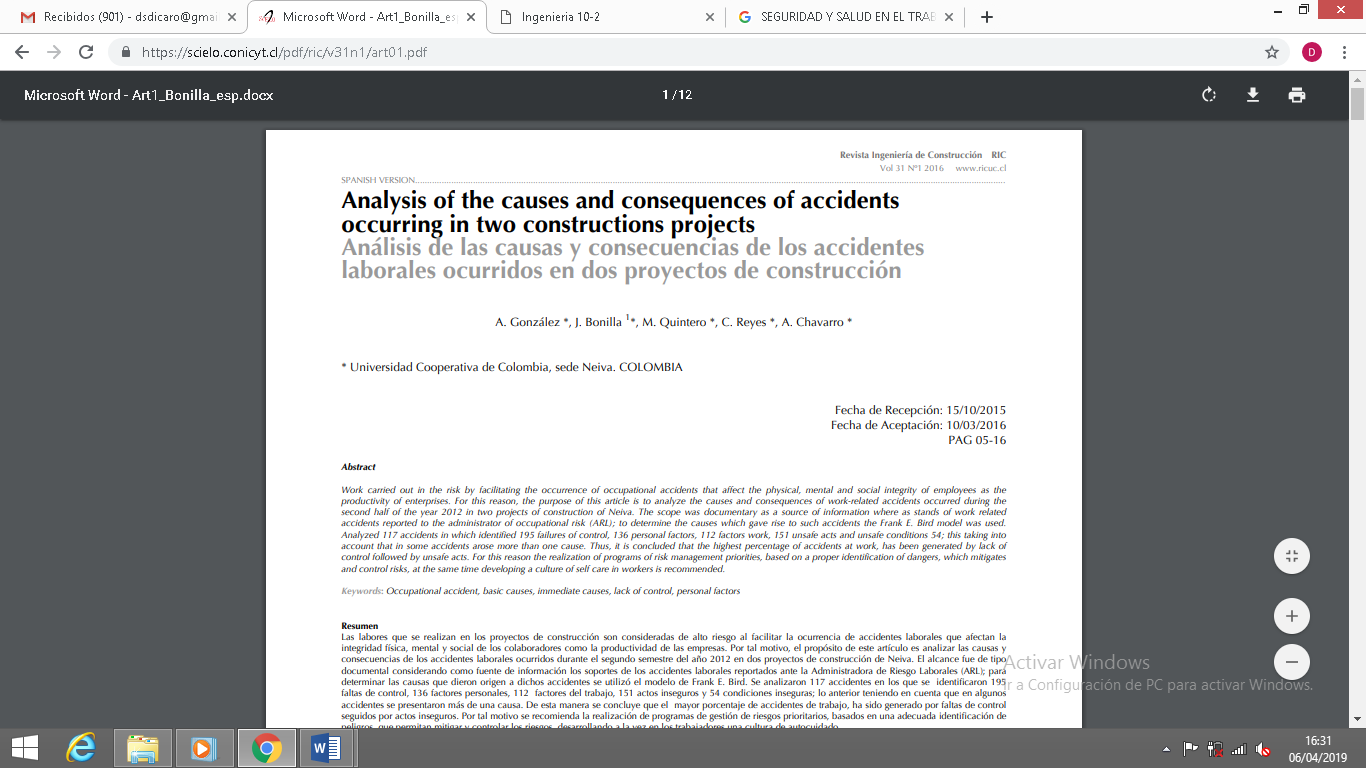 Recibidos (901) - dsdicaro@gmai
Microsoft Word - Art1_Bonilla_es
Ingenieria 10-2
SEGURIDAD Y SALUD EN EL TRAB
https://scielo.conicyt.cl/pdf/ric/v31n1/art01.pdf
D
Microsoft Word - Art1_Bonilla_esp.docx
1 / 12
Revista Ingeniería de Construcción RIC
Vol 31 Nº1 2016 www.ricuc.cl
SPANISH VERSION
Analysis of the causes and consequences of accidents
occurring in two constructions projects
Análisis de las causas y consecuencias de los accidentes
laborales ocurridos en dos proyectos de construcción
A. González *, J. Bonilla 1*, M. Quintero *, C. Reyes *, A. Chavarro *
* Universidad Cooperativa de Colombia, sede Neiva. COLOMBIA
Fecha de Recepción: 15/10/2015
Fecha de Aceptación: 10/03/2016
PAG 05-16
Abstract
Work carried out in the risk by facilitating the occurrence of occupational accidents that affect the physical, mental and social integrity of employees as the
productivity of enterprises. For this reason, the purpose of this article is to analyze the causes and consequences of work-related accidents occurred during the
second half of the year 2012 in two projects of construction of Neiva. The scope was documentary as a source of information where as stands of work related
accidents reported to the administrator of occupational risk (ARL); to determine the causes which gave rise to such accidents the Frank E. Bird model was used.
Analyzed 117 accidents in which identified 195 failures of control, 136 personal factors, 112 factors work, 151 unsafe acts and unsafe conditions 54; this taking into
account that in some accidents arose more than one cause. Thus, it is concluded that the highest percentage of accidents at work, has been generated by lack of
control followed by unsafe acts. For this reason the realization of programs of risk management priorities, based on a proper identification of dangers, which mitigates
and control risks, at the same time developing a culture of self care in workers is recommended.
Keywords: Occupational accident, basic causes, immediate causes, lack of control, personal factors
Resumen
Las labores que se realizan en los proyectos de construcción son consideradas de alto riesgo al facilitar la ocurrencia de accidentes laborales que afectan la
integridad física, mental y social de los colaboradores como la productividad de las empresas. Por tal motivo, el propósito de este artículo es analizar las causas y
consecuencias de los accidentes laborales ocurridos durante el segundo semestre del año 2012 en dos proyectos de construcción de Neiva. El alcance fue de tipo
documental considerando como fuente de información los soportes de los accidentes laborales reportados ante la Administradora de Riesgo Laborales (ARL); para
determinar las causas que dieron origen a dichos accidentes se utilizó el modelo de Frank E. Bird. Se analizaron 117 accidentes en los que se identificaron 195
faltas de control, 136 factores personales, 112 factores del trabajo, 151 actos inseguros y 54 condiciones inseguras; lo anterior teniendo en cuenta que en algunos
accidentes se presentaron más de una causa. De esta manera se concluye que el mayor porcentaje de accidentes de trabajo, ha sido generado por faltas de control
seguidos por actos inseguros. Por tal motivo se recomienda la realización de programas de gestión de riesgos prioritarios, basados en una adecuada identificación de
peligros, que permitan mitigar y controlar los riesgos, desarrollando a la vez en los trabajadores una cultura de autocuidado.
Activar Windows
Ir a Configuración de PC para activar Windows.
16:31
06/04/2019